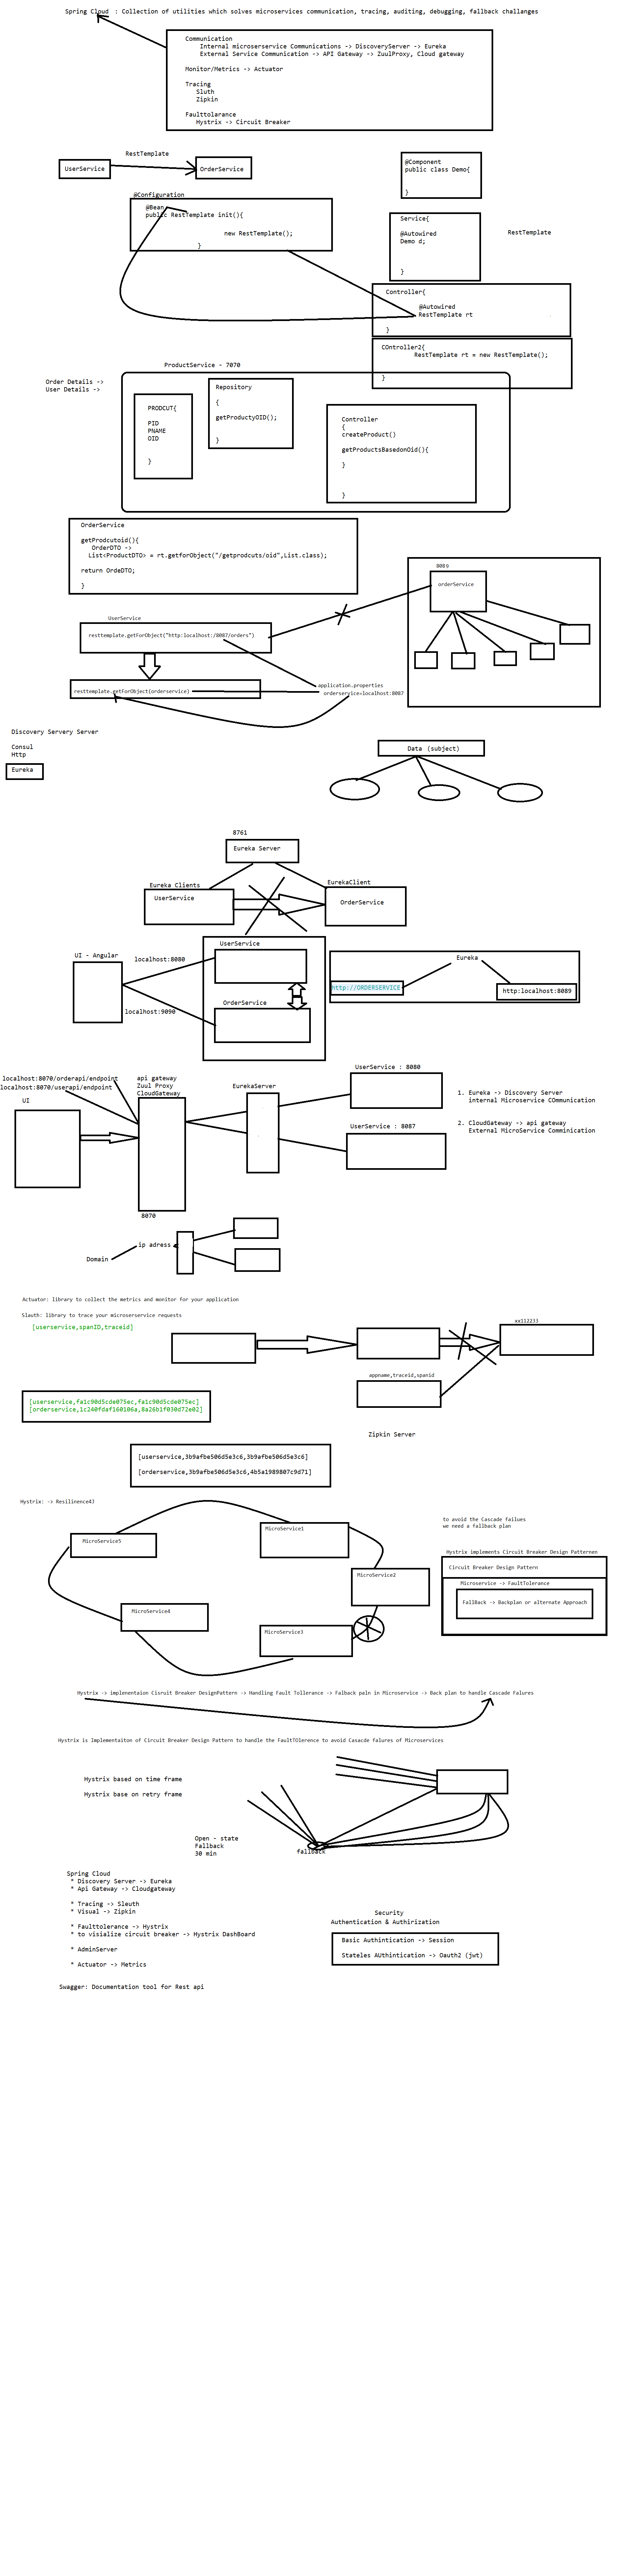 Spring Cloud : Collection of utilities which solves microservices communication, tracing, auditing, debugging, fallback challanges
Communication
Internal microserservice Communications -> DiscoveryServer -> Eureka
External Service Communication -> API Gateway -> ZuulProxy, Cloud gateway
Monitor/Metrics -> Actuator
Tracing
Sluth
Zipkin
Faulttolarance
Hystrix -> Circuit Breaker
RestTemplate
UserService
OrderService
@Component
public class Demo{
}
@Configuration
@Bean
public RestTemplate init(){
new RestTemplate();
}
Service{
@Autowired
Demo d;
}
RestTemplate
Controller{
@Autowired
RestTemplate rt
}
COntroller2{
RestTemplate rt = new RestTemplate();
}
ProductService - 7070
Order Details ->
User Details ->
PRODCUT{
PID
PNAME
OID
}
Repository
{
getProductyOID();
}
Controller
{
createProduct()
getProductsBasedonOid(){
}
}
OrderService
getProdcutoid(){
OrderDTO ->
List<ProductDTO> = rt.getforObject("/getprodcuts/oid",List.class);
return OrdeDTO;
}
8089
orderService
UserService
resttemplate.getForObject("http:localhost:/8087/orders")
resttemplate.getForObject(orderservice)
application.properties
orderservice=localhost:8087
Discovery Servery Server
Consul
Http
Eureka
Data (subject)
8761
Eureka Server
Eureka Clients
UserService
EurekaClient
OrderService
UI - Angular
localhost:8080
localhost:9090
UserService
OrderService
Eureka
http://ORDERSERVICE
http:localhost:8089
localhost:8070/orderapi/endpoint
localhost:8070/userapi/endpoint
UI
api gateway
Zuul Proxy
CloudGateway
8070
EurekaServer
UserService : 8080
UserService : 8087
1. Eureka -> Discovery Server
internal Microservice COmmunication
2. CloudGateway -> api gateway
External MicroService Comminication
Domain
ip adress
Actuator: library to collect the metrics and monitor for your application
Slauth: library to trace your microserservice requests
[userservice,spanID,traceid]
xx112233
appname,traceid,spanid
[userservice,fa1c90d5cde075ec,fa1c90d5cde075ec]
[orderservice,1c240fdaf160106a,8a26b1f030d72e02]
Zipkin Server
[userservice,3b9afbe506d5e3c6,3b9afbe506d5e3c6]
[orderservice,3b9afbe506d5e3c6,4b5a1989807c9d71]
Hystrix: -> Resilinence4J
MicroService5
MicroService1
MicroService2
MicroService4
MicroService3
to avoid the Cascade failues
we need a fallback plan
Hystrix implements Circuit Breaker Design Patternen
Circuit Breaker Design Pattern
Microservice -> FaultTolerance
FallBack -> Backplan or alternate Approach
Hystrix -> implementaion Cisruit Breaker DesignPattern -> Handling Fault Tollerance -> Falback paln in Microservice -> Back plan to handle Cascade Falures
Hystrix is Implementaiton of Circuit Breaker Design Pattern to handle the FaultTOlerence to avoid Casacde falures of Microservices
Hystrix based on time frame
Hystrix base on retry frame
Open - state
Fallback
30 min
fallback
Spring Cloud
* Discovery Server -> Eureka
* Api Gateway -> Cloudgateway
* Tracing -> Sleuth
* Visual -> Zipkin
* Faulttolerance -> Hystrix
* to visialize circuit breaker -> Hystrix DashBoard
* AdminServer
* Actuator -> Metrics
Security
Authentication & Authirization
Basic Authintication -> Session
Stateles AUthintication -> Oauth2 (jwt)
Swagger: Documentation tool for Rest api